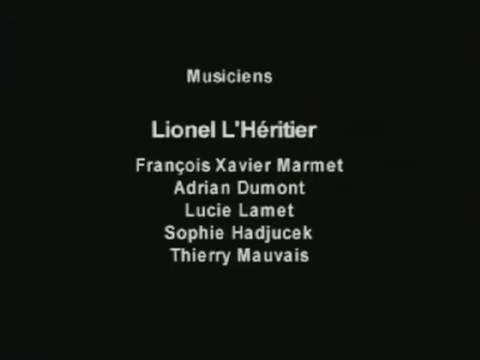 Musiciens
Lionel L'Héritier
François Xavier Marmet
Adrian Dumont
Lucie Lamet
Sophie Hadjucek
Thierry Mauvais